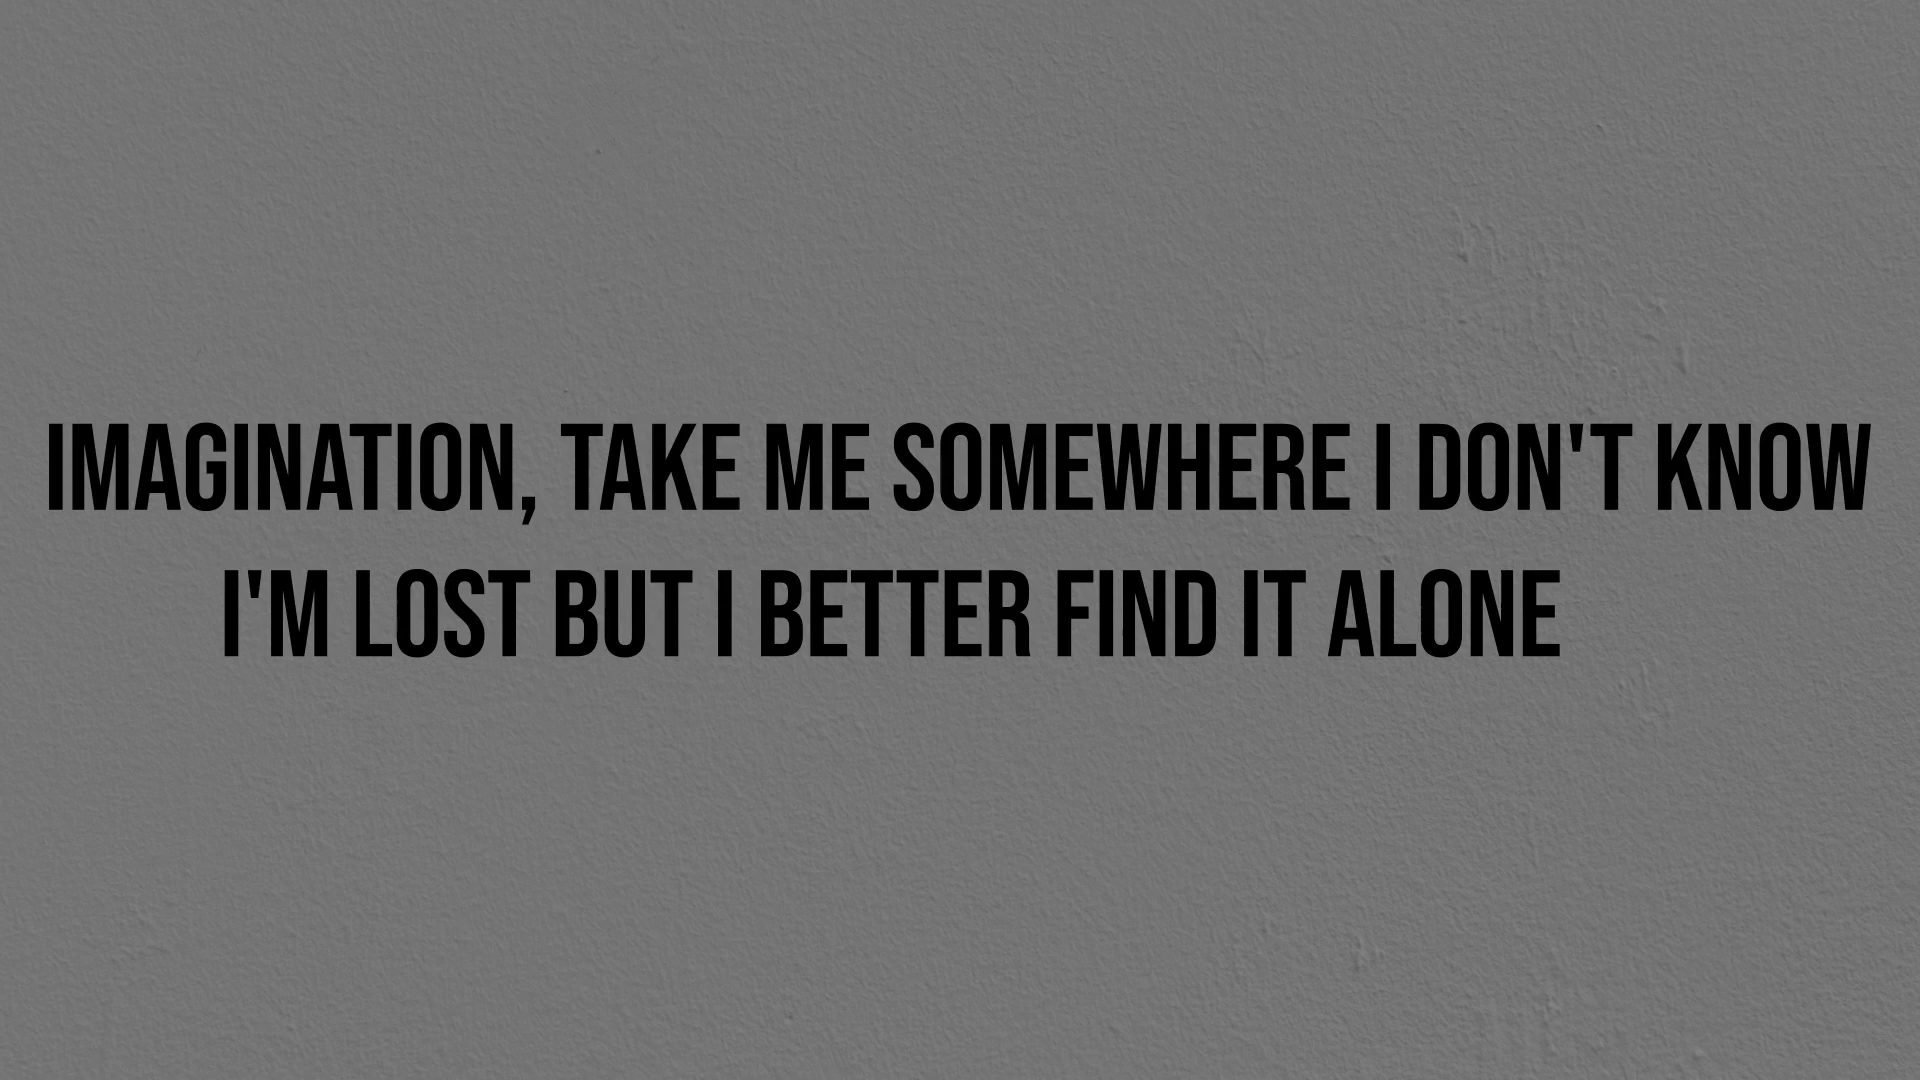 IMAGINATION, TAKE ME SOMEWHERE I DON'T KNOW
I'M LOST BUT I BETTER FIND IT ALONE